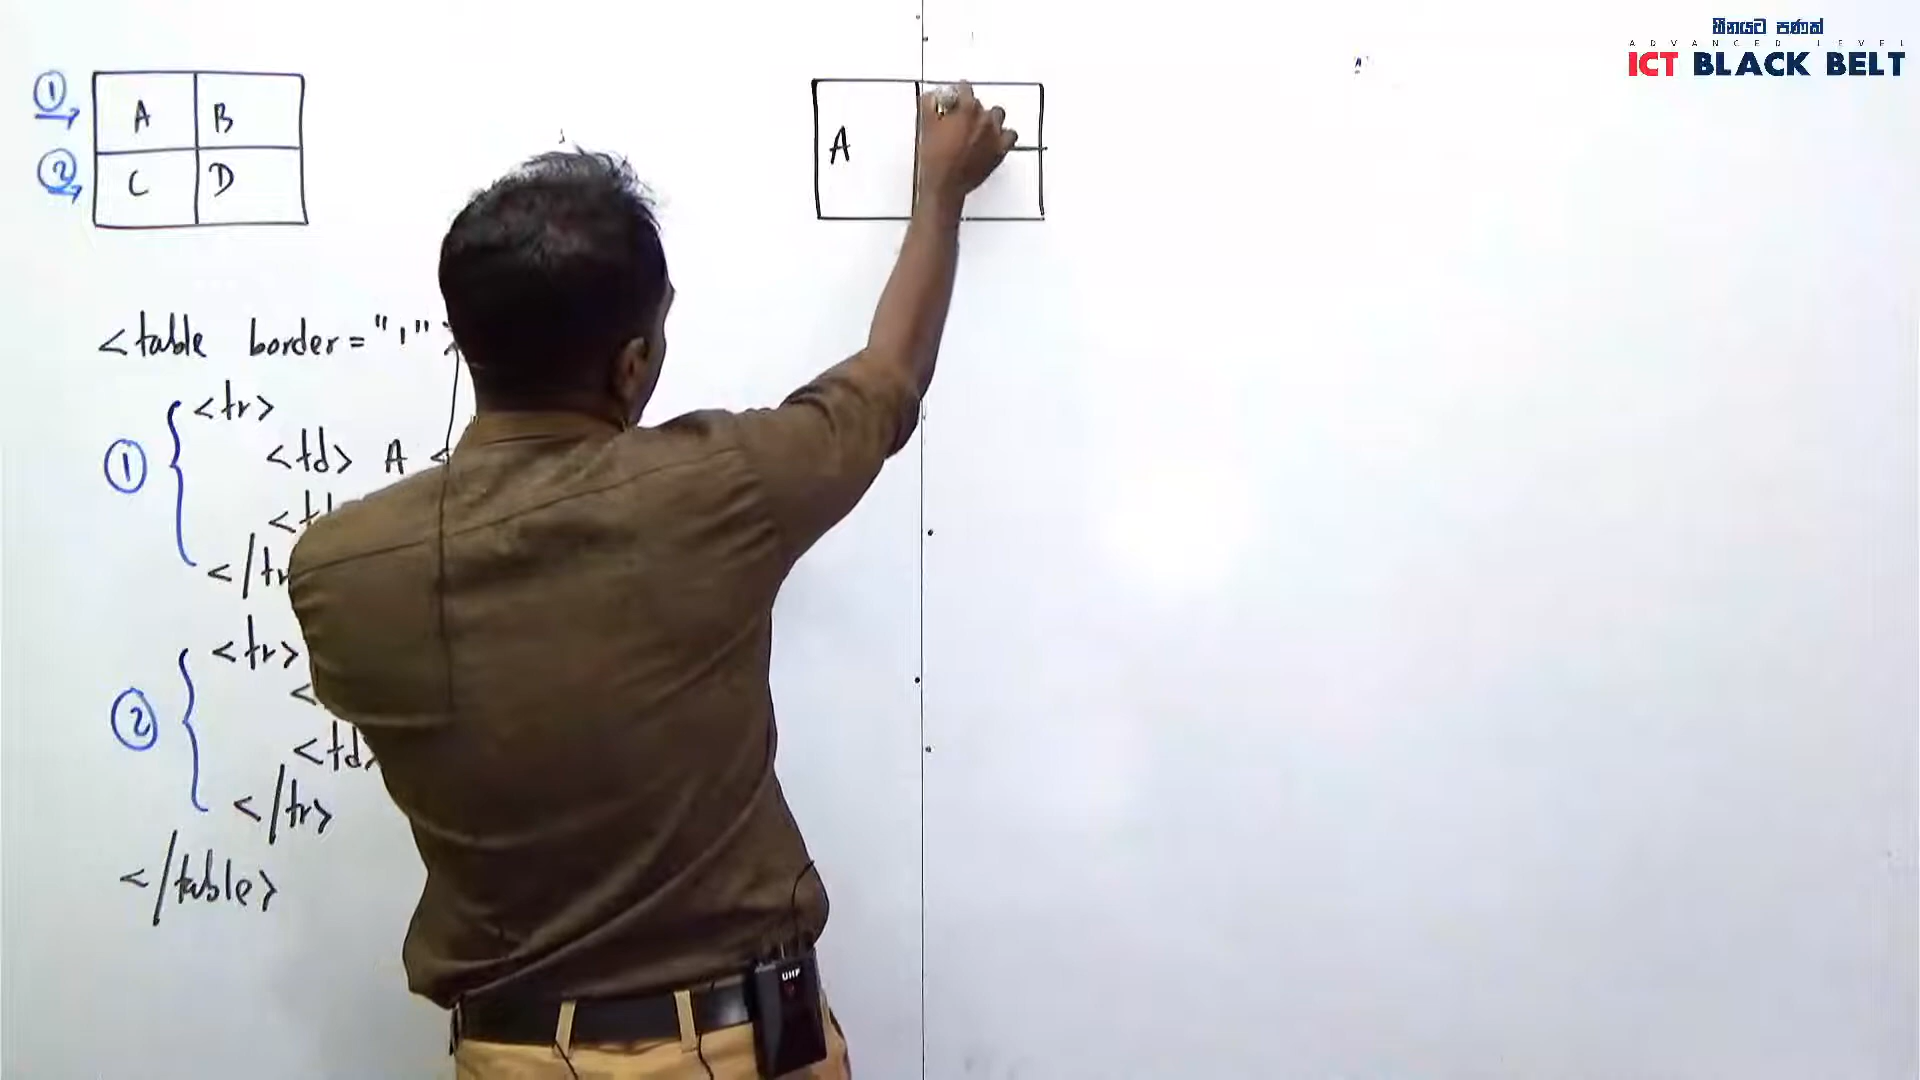 හීනයට පණක්
ADVANCED LEVEL
ICT BLACK BELT
1
A B
2
C D
A
<table border="1"
<tr>
1
<td> A <
</tr
<tr>
2
<
<td>
</tr>
</table>
UHF